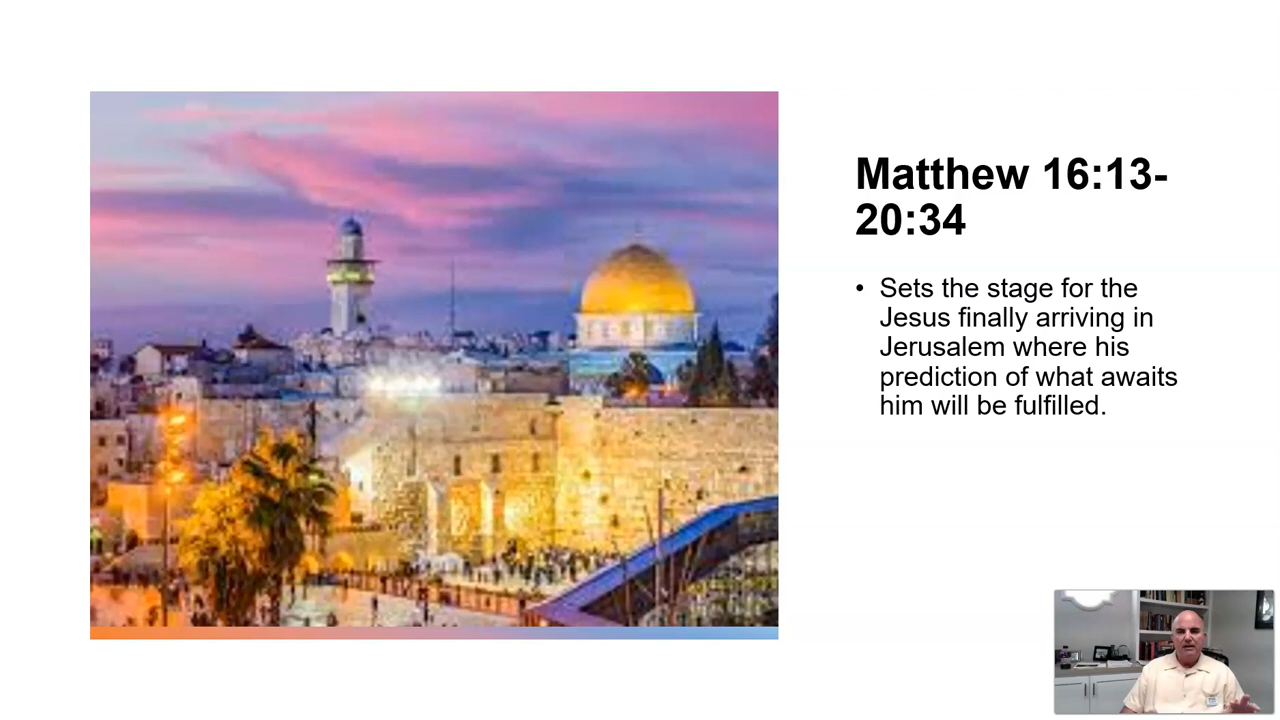 Matthew 16:13-
20:34
• Sets the stage for the
Jesus finally arriving in
Jerusalem where his
prediction of what awaits
him will be fulfilled.